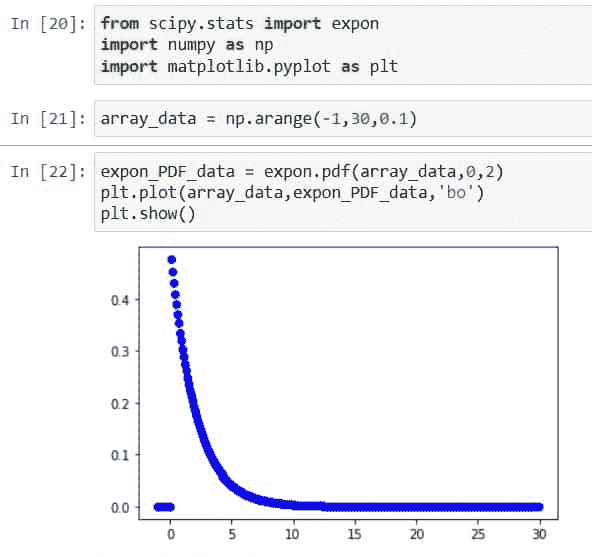 In [20]: from scipy.stats import expon
import numpy as np
import matplotlib.pyplot as plt
In [21]: array_data = np.arange(-1,30,0.1)
In [22]: expon_PDF_data = expon.pdf(array_data,0,2)
plt.plot(array_data,expon_PDF_data,'bo')
plt.show()
0.4
0.3
0.2
0.1
0.0
0 5 10 15 20 25 30